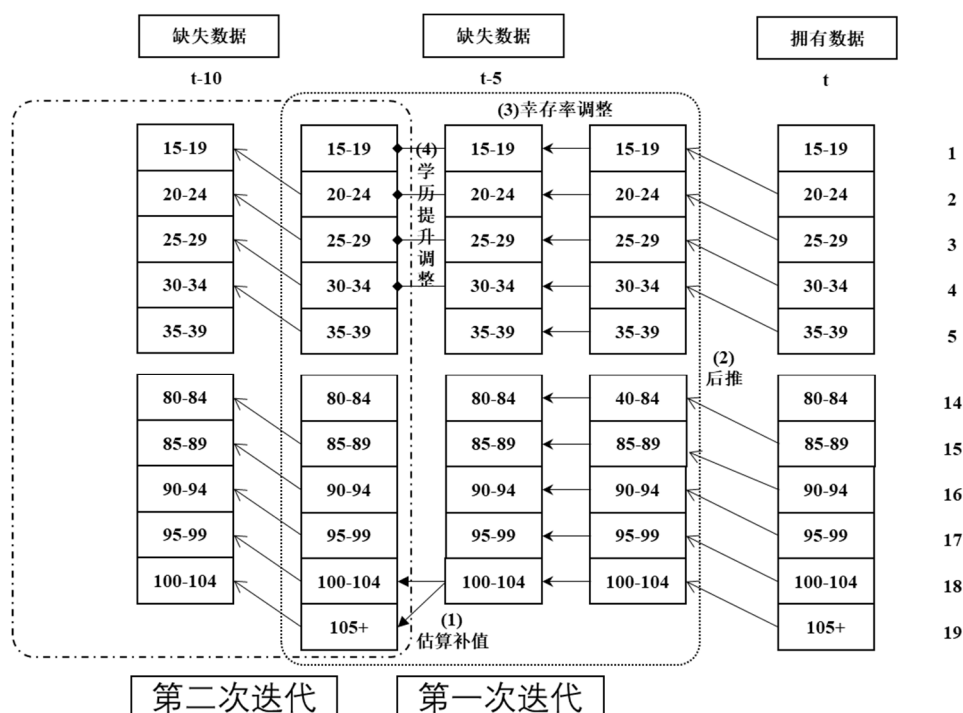 缺失数据 缺失数据 拥有数据
t-10 t-5 t
(3)幸存率调整
15-19 15-19 15-19 15-19 15-19 1
20-24 20-24 20-24 20-24 20-24 2
25-29 25-29 25-29 25-29 25-29 3
30-34 30-34 30-34 30-34 30-34 4
35-39 35-39 35-39 35-39 35-39 5
(4)
学
历
提
升
调
整
(2)
后推
80-84 80-84 80-84 40-84 80-84 14
85-89 85-89 85-89 85-89 85-89 15
90-94 90-94 90-94 90-94 90-94 16
95-99 95-99 95-99 95-99 95-99 17
100-104 100-104 100-104 100-104 100-104 18
105+ 105+ 19
(1)
估算补值
第二次迭代 第一次迭代